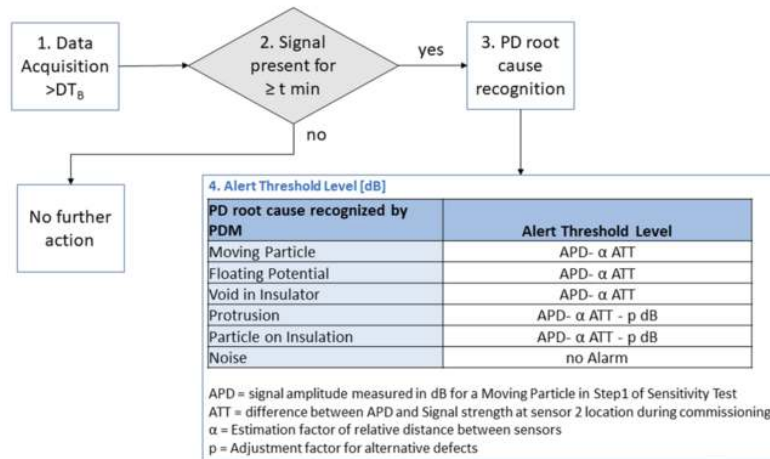 1. Data
Acquisition
>DTB
2. Signal
present for
≥ t min
yes
3. PD root
cause
recognition
no
No further
action
4. Alert Threshold Level [dB]
PD root cause recognized by
PDM
Alert Threshold Level
Moving Particle
APD- α ATT
Floating Potential
APD- α ATT
Void in Insulator
APD- α ATT
Protrusion
APD- α ATT - p dB
Particle on Insulation
APD- α ATT - p dB
Noise
no Alarm
APD = signal amplitude measured in dB for a Moving Particle in Step1 of Sensitivity Test
ATT = difference between APD and Signal strength at sensor 2 location during commissioning
α = Estimation factor of relative distance between sensors
p = Adjustment factor for alternative defects